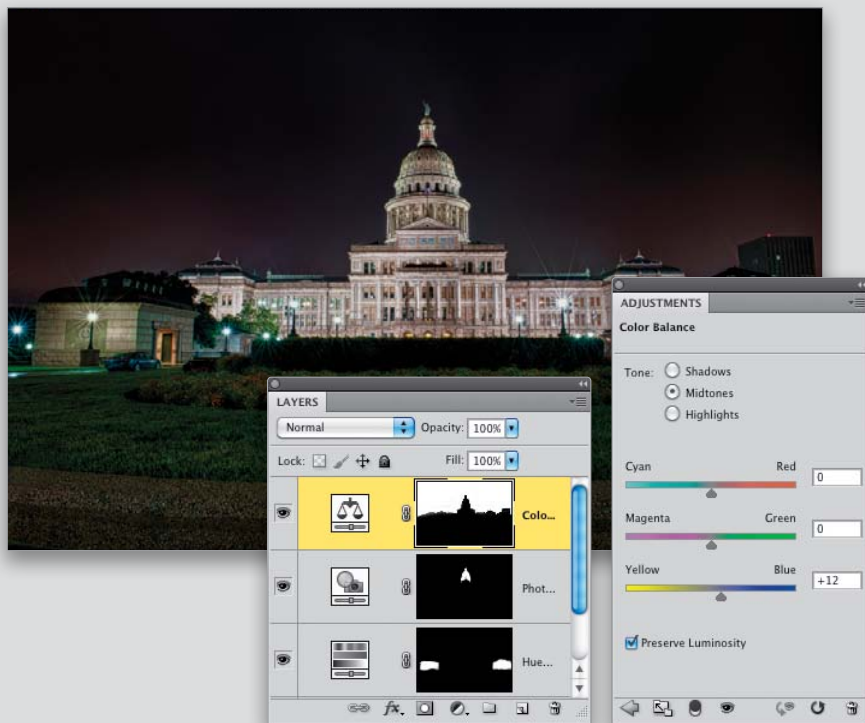 ADJUSTMENTS
Color Balance
Tone:
Shadows
Midtones
Highlights
Cyan
Red
0
Magenta
Green
0
Yellow
Blue
+12
Preserve Luminosity
LAYERS
Normal
Opacity: 100%
Lock:
Fill: 100%
Colo...
Phot...
Hue...
fx.